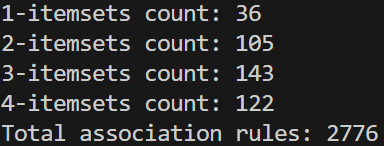 1-itemsets count: 36
2-itemsets count: 105
3-itemsets count: 143
4-itemsets count: 122
Total association rules: 2776